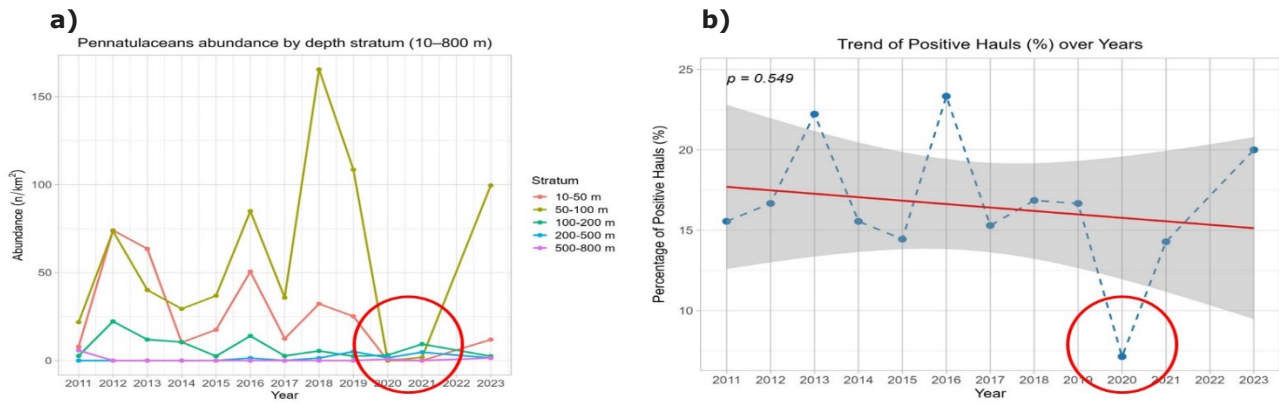 a)
Pennatulaceans abundance by depth stratum (10–800 m)
150
100
50
0
Abundance (n/km²)
2011 2012 2013 2014 2015 2016 2017 2018 2019 2020 2021 2022 2023
Year
Stratum
10-50 m
50-100 m
100-200 m
200-500 m
500-800 m
b)
Trend of Positive Hauls (%) over Years
p = 0.549
25
20
15
10
Percentage of Positive Hauls (%)
2011 2012 2013 2014 2015 2016 2017 2018 2019 2020 2021 2022 2023
Year